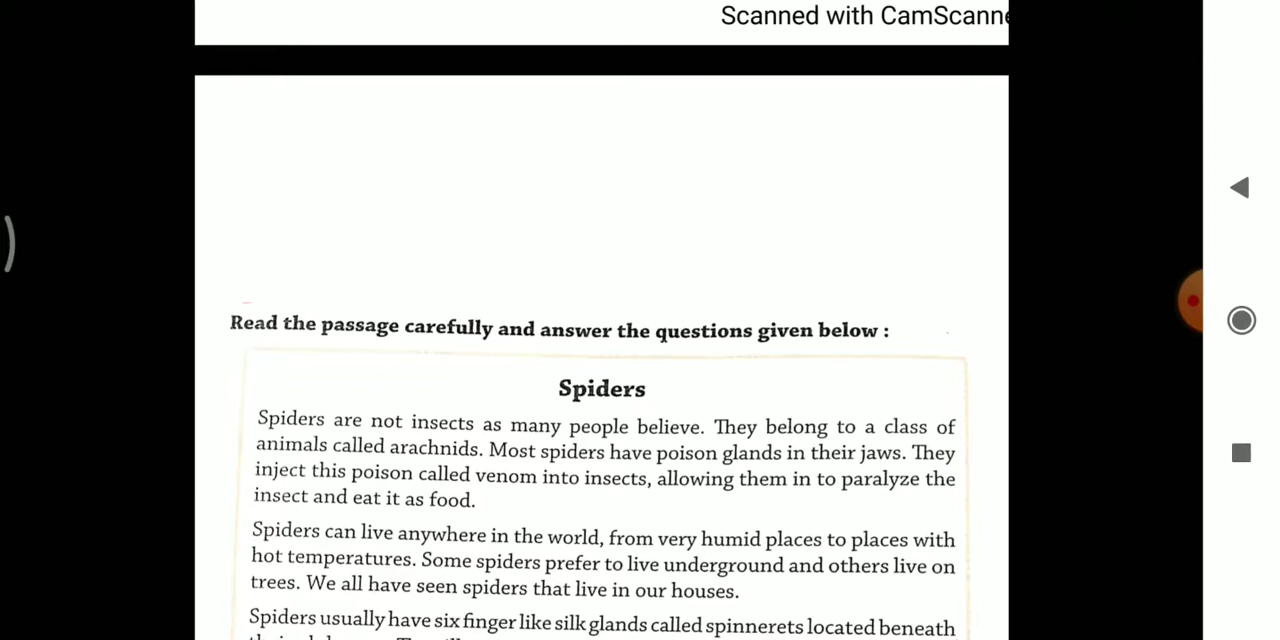 Scanned with CamScanne
Read the passage carefully and answer the questions given below :
Spiders
Spiders are not insects as many people believe. They belong to a class of
animals called arachnids. Most spiders have poison glands in their jaws. They
inject this poison called venom into insects, allowing them in to paralyze the
insect and eat it as food.
Spiders can live anywhere in the world, from very humid places to places with
hot temperatures. Some spiders prefer to live underground and others live on
trees. We all have seen spiders that live in our houses.
Spiders usually have six finger like silk glands called spinnerets located beneath